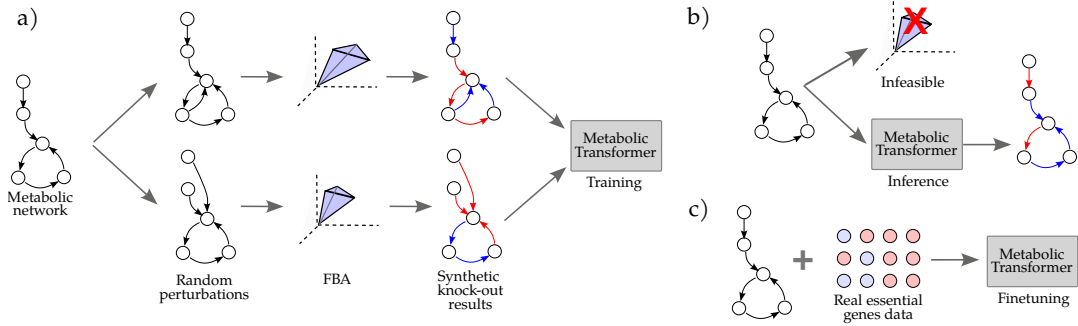 a)
Metabolic
network
Random
perturbations
FBA
Synthetic
knock-out
results
Metabolic
Transformer
Training
b)
Infeasible
Metabolic
Transformer
Inference
c)
Real essential
genes data
Metabolic
Transformer
Finetuning